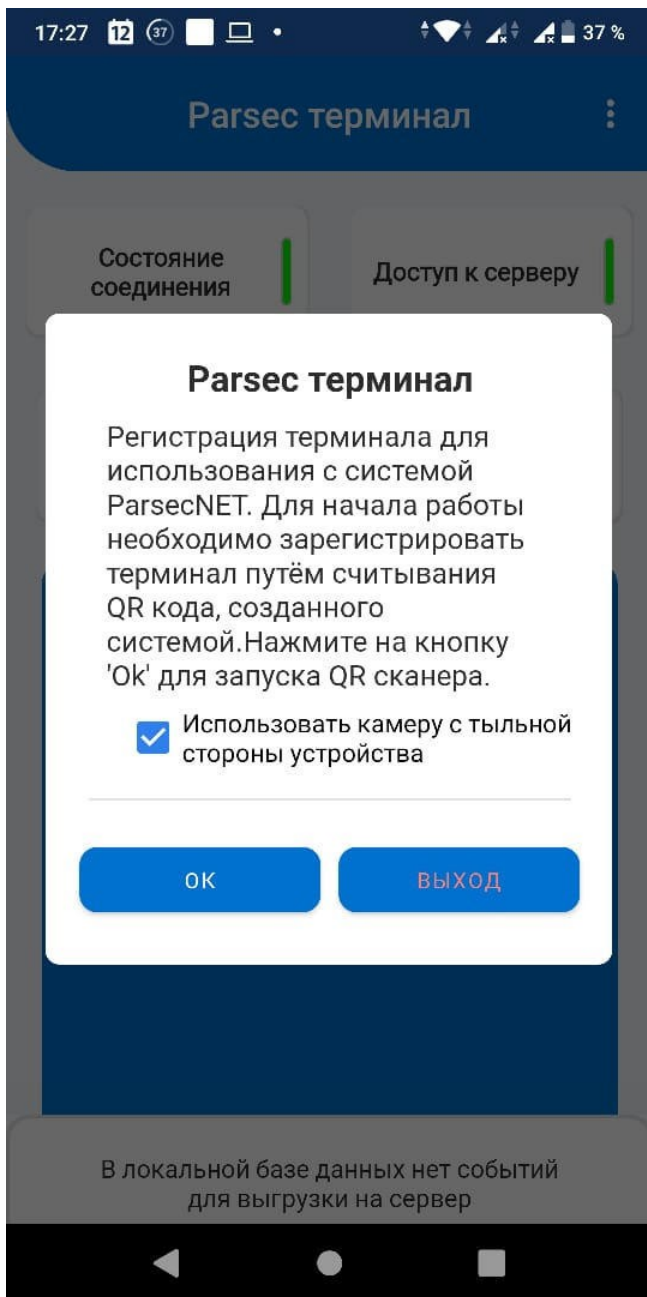 17:27 12 37 37 %
Parsec терминал
Состояние
соединения
Доступ к серверу
Parsec терминал
Регистрация терминала для
использования с системой
ParsecNET. Для начала работы
необходимо зарегистрировать
терминал путём считывания
QR кода, созданного
системой.Нажмите на кнопку
'Ok' для запуска QR сканера.
Использовать камеру с тыльной
стороны устройства
ОК
ВЫХОД
В локальной базе данных нет событий
для выгрузки на сервер